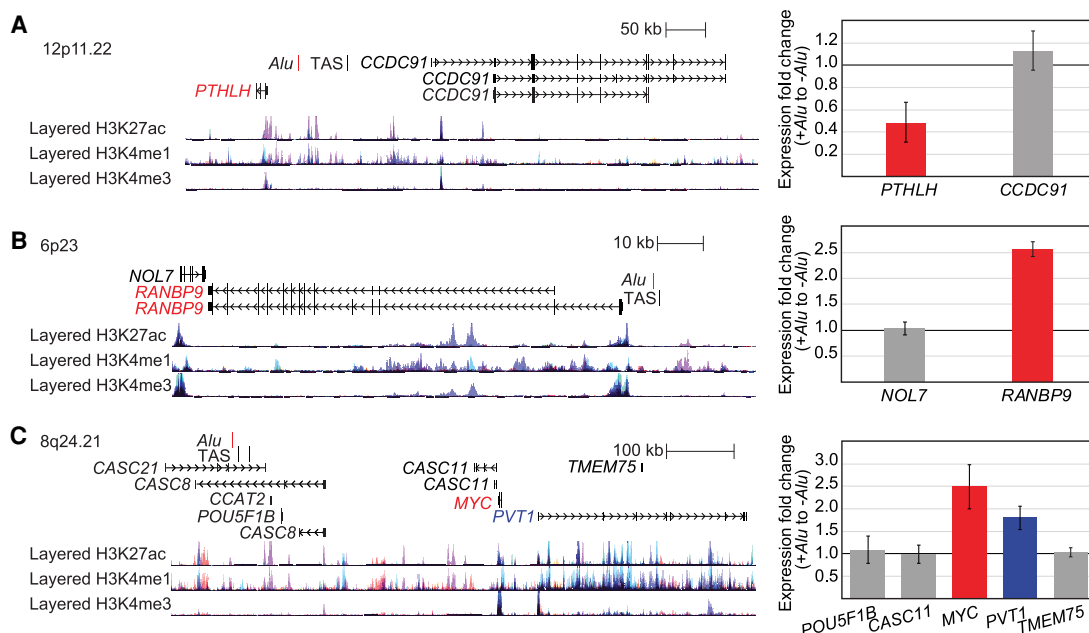 A
12p11.22
50 kb
Alu
TAS
CCDC91
CCDC91
PTHLH
CCDC91
Layered H3K27ac
Layered H3K4me1
Layered H3K4me3
Expression fold change
(+Alu to -Alu)
1.2
1.0
0.8
0.6
0.4
0.2
PTHLH
CCDC91
B
6p23
10 kb
NOL7
Alu
RANBP9
TAS
RANBP9
Layered H3K27ac
Layered H3K4me1
Layered H3K4me3
Expression fold change
(+Alu to -Alu)
2.5
2.0
1.5
1.0
0.5
NOL7
RANBP9
C
8q24.21
100 kb
Alu
TAS
CASC21
CASC11
TMEM75
CASC8
CASC11
CCAT2
MYC
POU5F1B
PVT1
CASC8
Layered H3K27ac
Layered H3K4me1
Layered H3K4me3
Expression fold change
(+Alu to -Alu)
3.0
2.5
2.0
1.5
1.0
0.5
POU5F1B
CASC11
MYC
PVT1
TMEM75